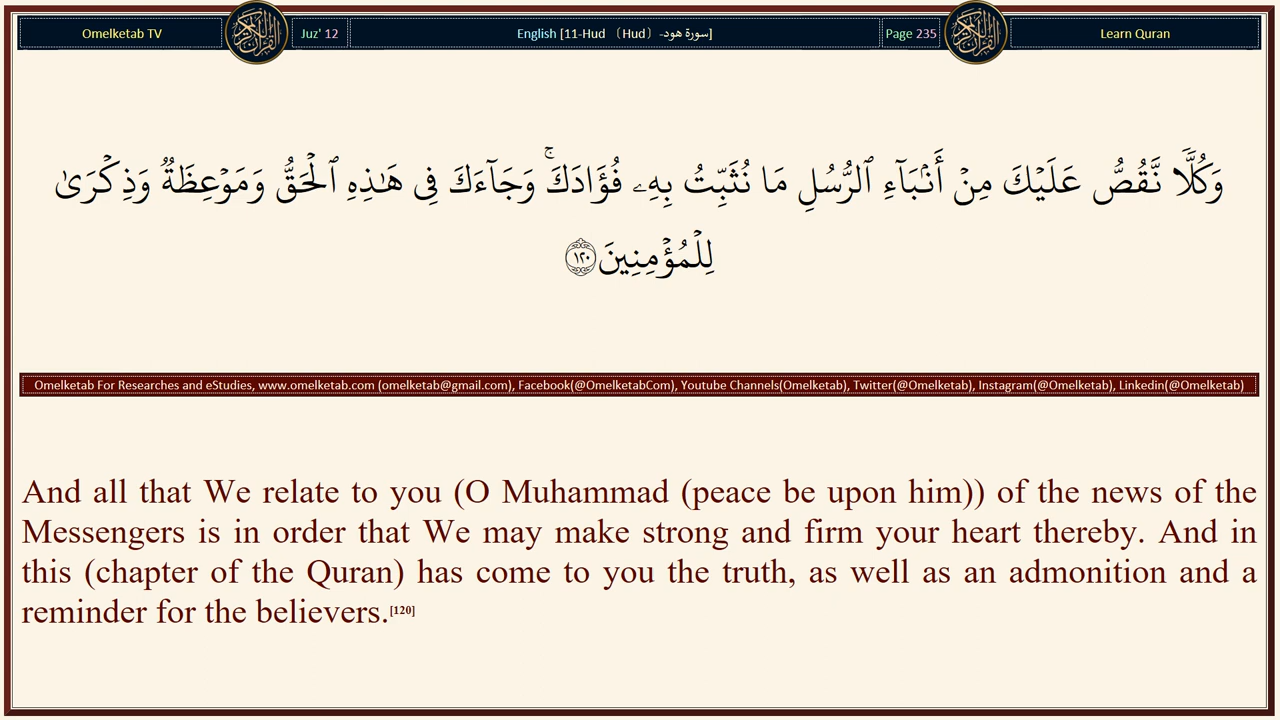 Omelketab TV
Juz' 12
English [11-Hud (Hud) -سورة هود]
Page 235
Learn Quran
وَكُلًّا نَّقُصُّ عَلَيْكَ مِنْ أَنۢبَآءِ ٱلرُّسُلِ مَا نُثَبِّتُ بِهِۦ فُؤَادَكَ ۚ وَجَآءَكَ فِى هَـٰذِهِ ٱلْحَقُّ وَمَوْعِظَةٌ وَذِكْرَىٰ
لِلْمُؤْمِنِينَ ١٢٠
Omelketab For Researches and eStudies, www.omelketab.com (omelketab@gmail.com), Facebook(@OmelketabCom), Youtube Channels(Omelketab), Twitter(@Omelketab), Instagram(@Omelketab), Linkedin(@Omelketab)
And all that We relate to you (O Muhammad (peace be upon him)) of the news of the
Messengers is in order that We may make strong and firm your heart thereby. And in
this (chapter of the Quran) has come to you the truth, as well as an admonition and a
reminder for the believers.[120]